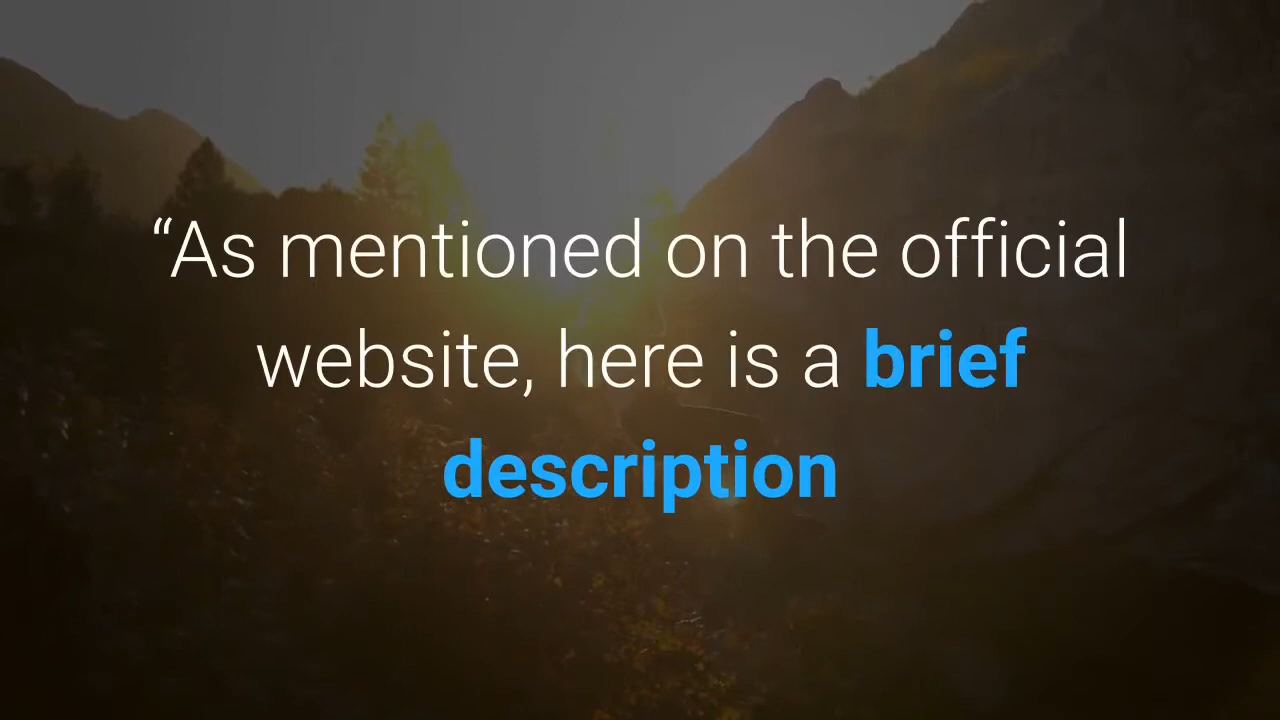 “As mentioned on the official
website, here is a brief
description